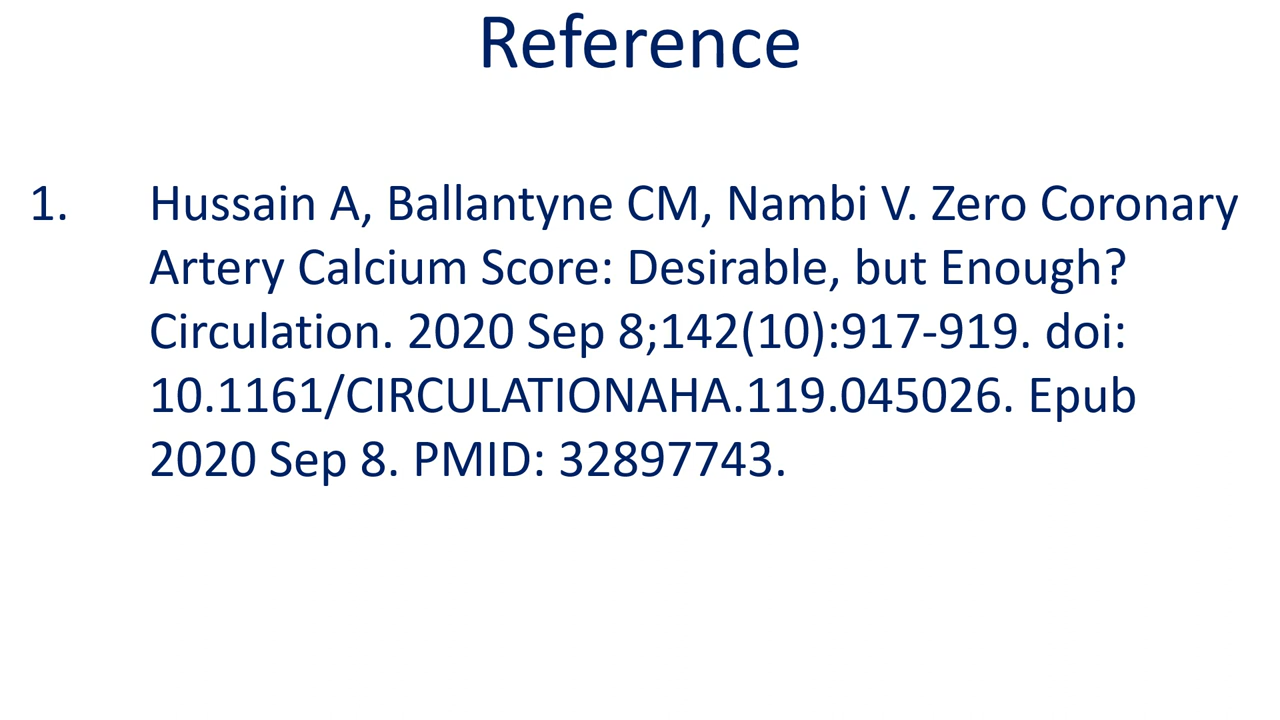 Reference
1. Hussain A, Ballantyne CM, Nambi V. Zero Coronary
Artery Calcium Score: Desirable, but Enough?
Circulation. 2020 Sep 8;142(10):917-919. doi:
10.1161/CIRCULATIONAHA.119.045026. Epub
2020 Sep 8. PMID: 32897743.